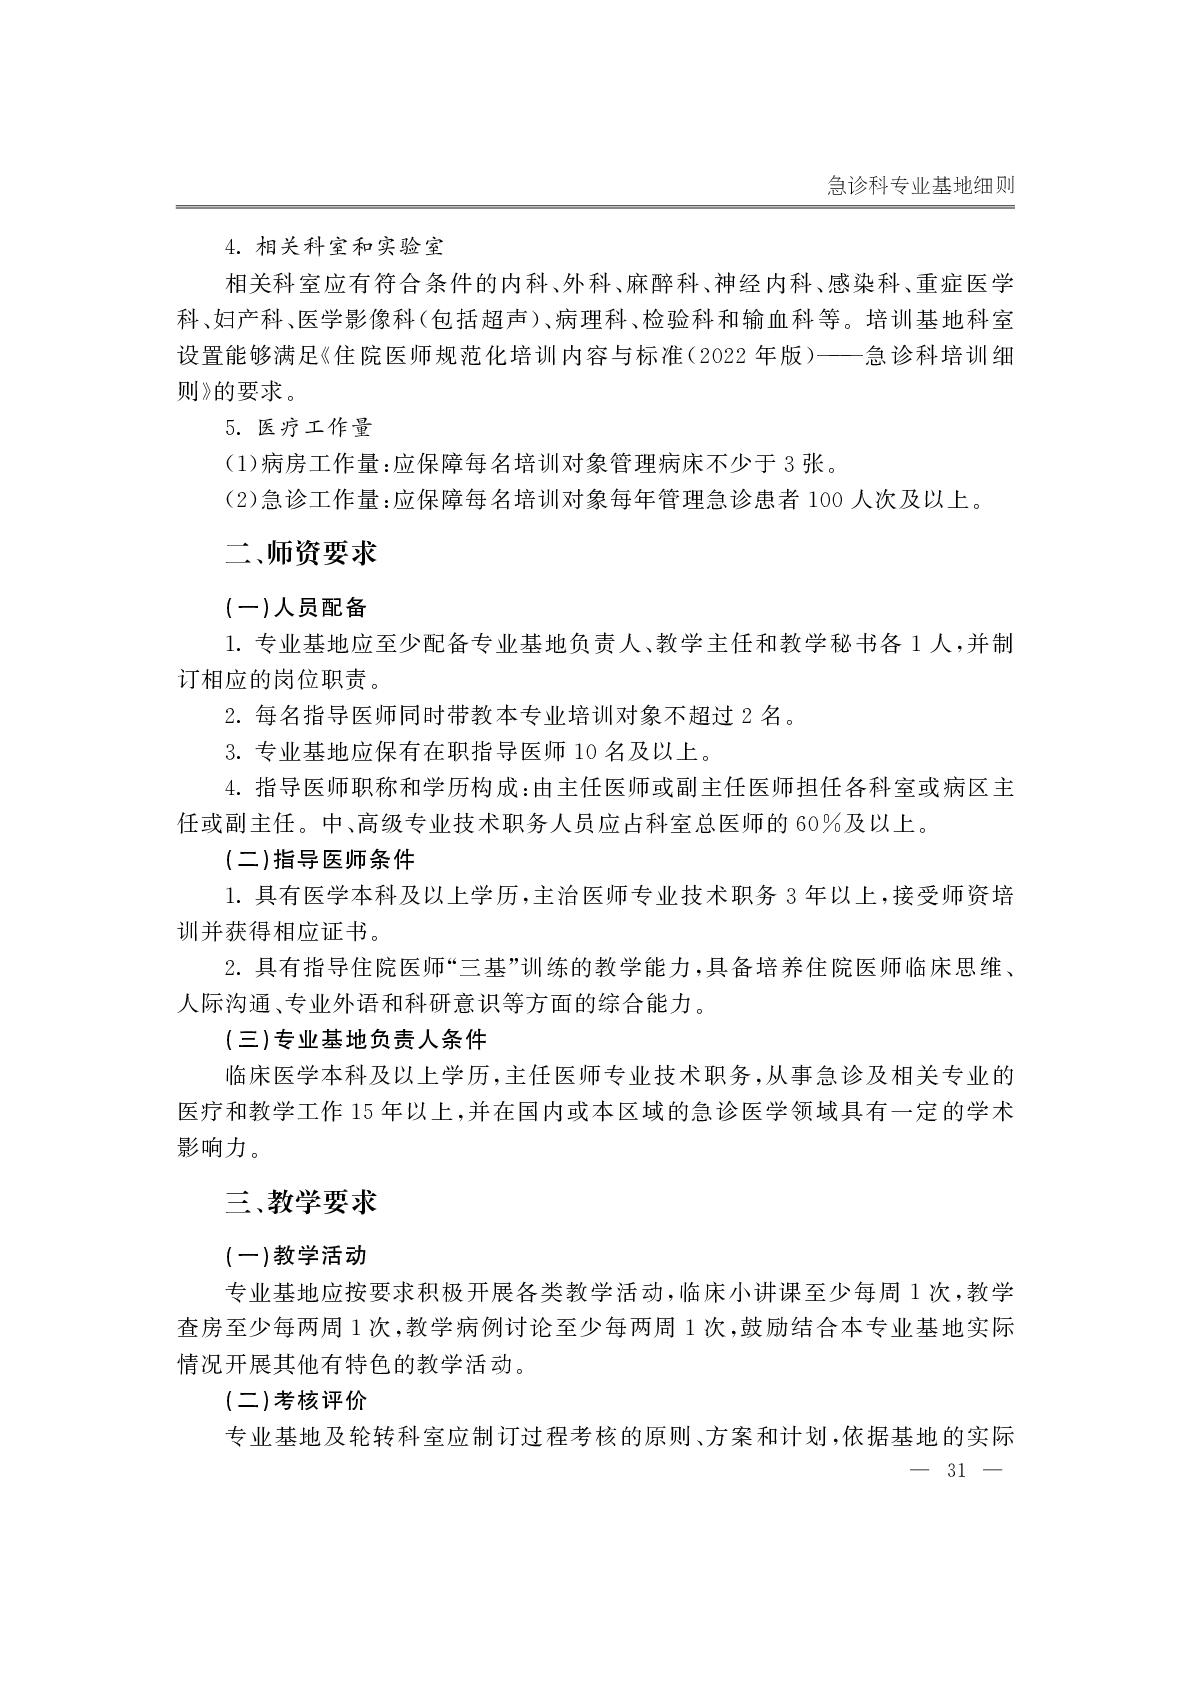 急诊科专业基地细则
4. 相关科室和实验室
相关科室应有符合条件的内科、外科、麻醉科、神经内科、感染科、重症医学
科、妇产科、医学影像科(包括超声)、病理科、检验科和输血科等。培训基地科室
设置能够满足《住院医师规范化培训内容与标准(2022 年版)——急诊科培训细
则》的要求。
5. 医疗工作量
(1)病房工作量:应保障每名培训对象管理病床不少于 3 张。
(2)急诊工作量:应保障每名培训对象每年管理急诊患者 100 人次及以上。
二、师资要求
(一)人员配备
1. 专业基地应至少配备专业基地负责人、教学主任和教学秘书各 1 人,并制
订相应的岗位职责。
2. 每名指导医师同时带教本专业培训对象不超过 2 名。
3. 专业基地应保有在职指导医师 10 名及以上。
4. 指导医师职称和学历构成:由主任医师或副主任医师担任各科室或病区主
任或副主任。中、高级专业技术职务人员应占科室总医师的 60%及以上。
(二)指导医师条件
1. 具有医学本科及以上学历,主治医师专业技术职务 3 年以上,接受师资培
训并获得相应证书。
2. 具有指导住院医师“三基”训练的教学能力,具备培养住院医师临床思维、
人际沟通、专业外语和科研意识等方面的综合能力。
(三)专业基地负责人条件
临床医学本科及以上学历,主任医师专业技术职务,从事急诊及相关专业的
医疗和教学工作 15 年以上,并在国内或本区域的急诊医学领域具有一定的学术
影响力。
三、教学要求
(一)教学活动
专业基地应按要求积极开展各类教学活动,临床小讲课至少每周 1 次,教学
查房至少每两周 1 次,教学病例讨论至少每两周 1 次,鼓励结合本专业基地实际
情况开展其他有特色的教学活动。
(二)考核评价
专业基地及轮转科室应制订过程考核的原则、方案和计划,依据基地的实际
— 31 —